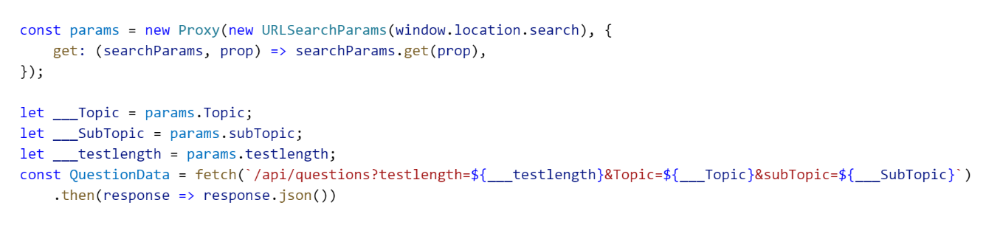 const params = new Proxy(new URLSearchParams(window.location.search), {
    get: (searchParams, prop) => searchParams.get(prop),
});

let ___Topic = params.Topic;
let ___SubTopic = params.subTopic;
let ___testlength = params.testlength;
const QuestionData = fetch(`/api/questions?testlength=${___testlength}&Topic=${___Topic}&subTopic=${___SubTopic}`)
    .then(response => response.json())